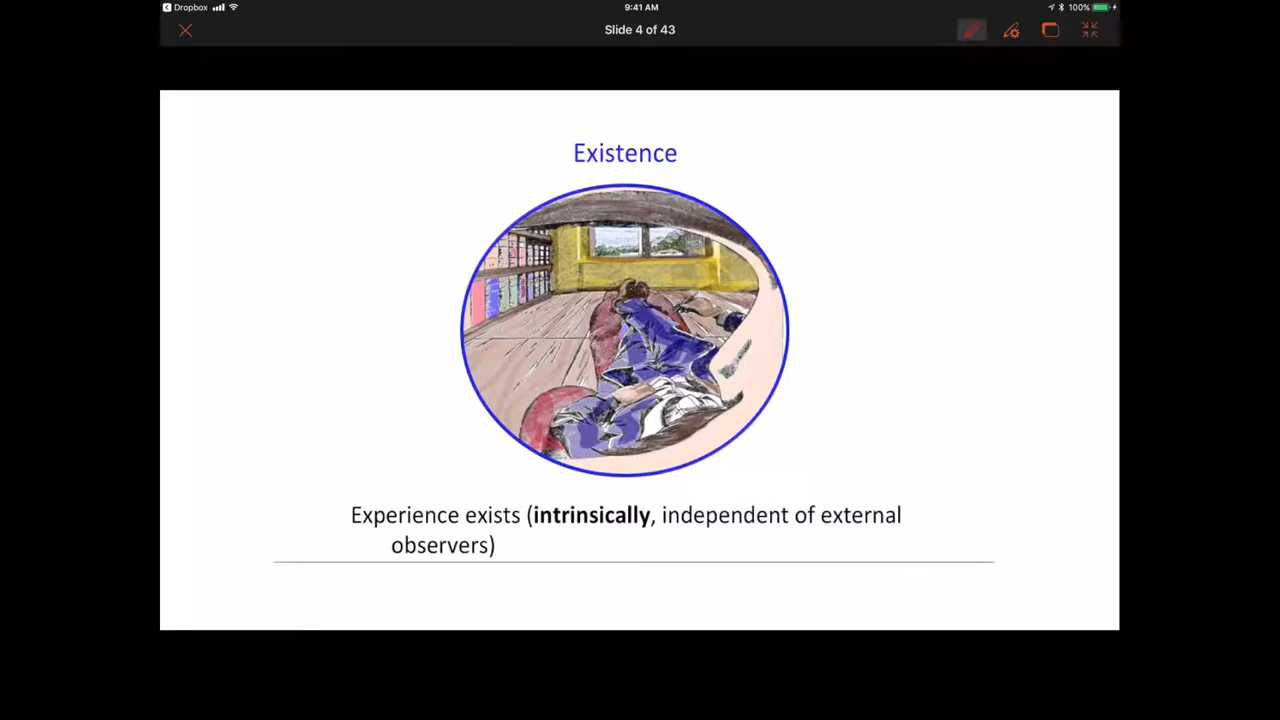 Dropbox
9:41 AM
100%
Slide 4 of 43
Existence
Experience exists (intrinsically, independent of external
observers)